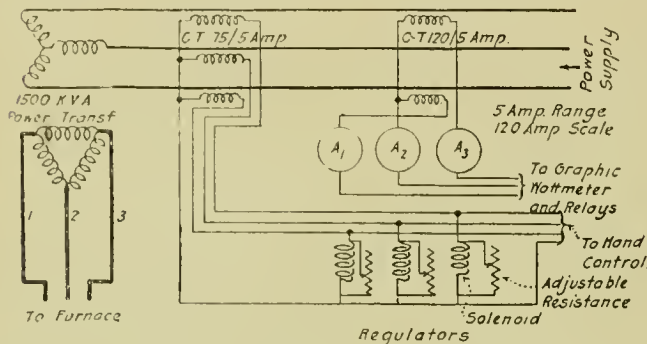 C.T. 75/5 Amp.
C-T 120/5 Amp.
Power
Supply
1500 KVA
Power Transf.
5 Amp. Range
120 Amp Scale
A1
A2
A3
To Graphic
Wattmeter
and Relays
1
2
3
To Hand
Control
Adjustable
Resistance
To Furnace
Solenoid
Regulators